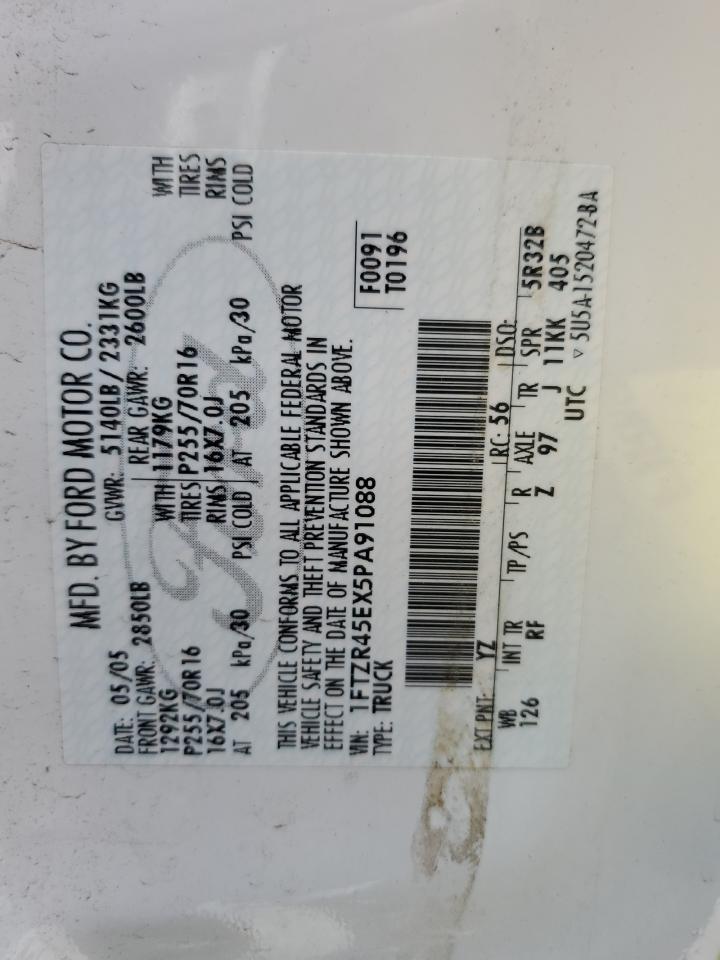 MFD. BY FORD MOTOR CO.
DATE: 05/05 GVWR: 5140LB / 2331KG
FRONT GAWR: 2850LB REAR GAWR: 2600LB
1292KG WITH 1179KG WITH
P255/70R16 TIRES P255/70R16 TIRES
16X7.0J RIMS 16X7.0J RIMS
AT 205 kPa/30 PSI COLD AT 205 kPa/30 PSI COLD
THIS VEHICLE CONFORMS TO ALL APPLICABLE FEDERAL MOTOR
VEHICLE SAFETY AND THEFT PREVENTION STANDARDS IN
EFFECT ON THE DATE OF MANUFACTURE SHOWN ABOVE.
VIN: 1FTZR45EX5PA91088 F0091
TYPE: TRUCK T0196
EXT PNT: YZ RC: 56 DSO:
WB INT TR TP/PS R AXLE TR SPR 5R32B
126 RF Z 97 J 11KK 405
UTC ▽ 5U5A-1520472-BA
Ford